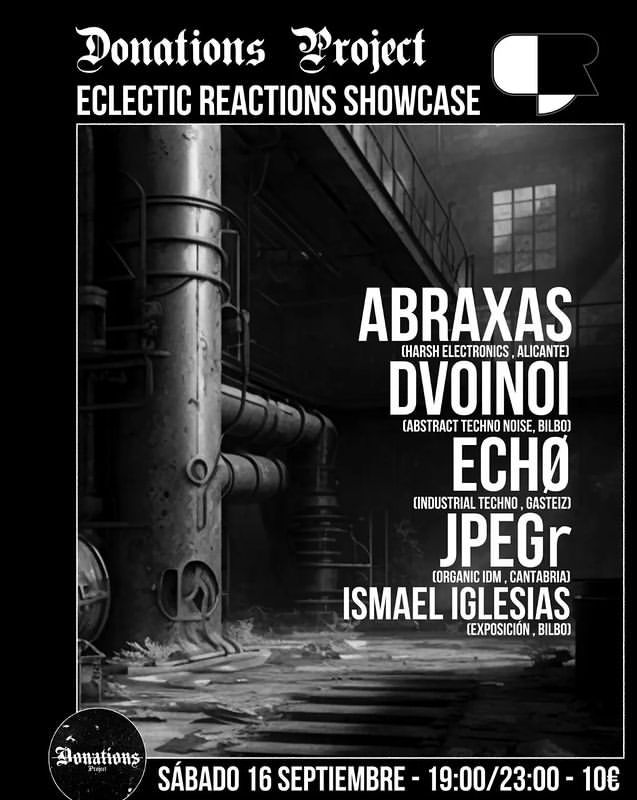 Donations Project
ECLECTIC REACTIONS SHOWCASE
ABRAXAS
(HARSH ELECTRONICS , ALICANTE)
DVOINOI
(ABSTRACT TECHNO NOISE, BILBO)
ECHØ
(INDUSTRIAL TECHNO , GASTEIZ)
JPEGr
(ORGANIC IDM , CANTABRIA)
ISMAEL IGLESIAS
(EXPOSICIÓN , BILBO)
Donations
Project
SÁBADO 16 SEPTIEMBRE - 19:00/23:00 - 10€